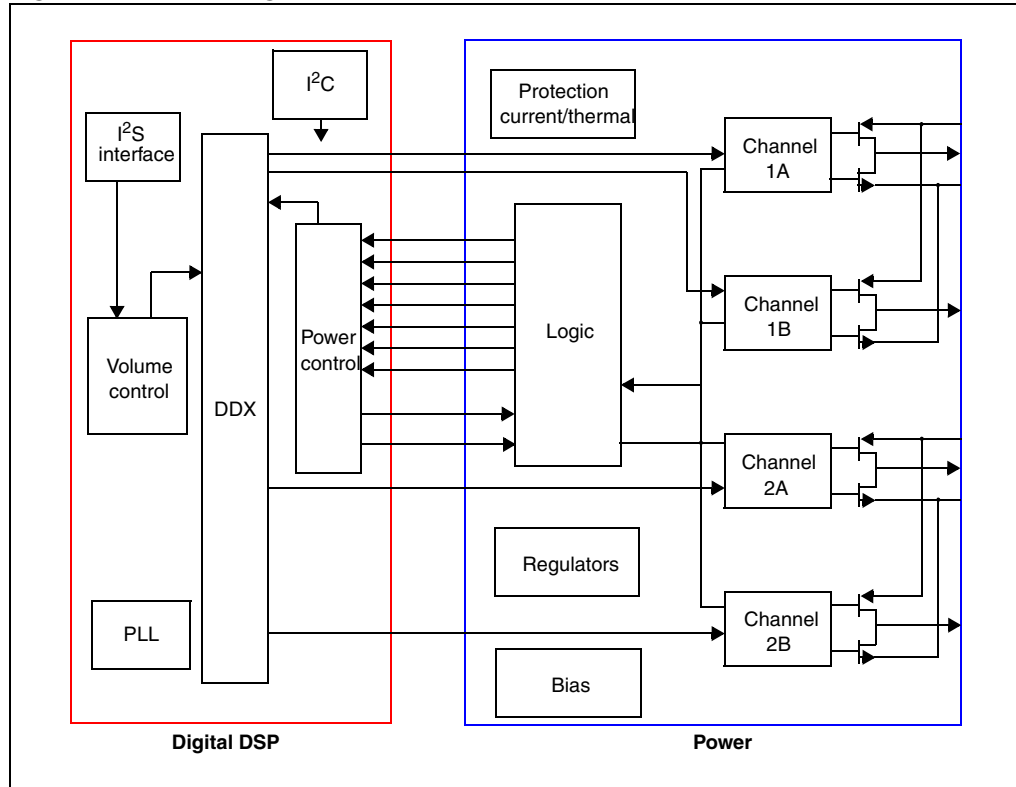 I²C
I²S
interface
Volume
control
DDX
Power
control
PLL
Digital DSP
Protection
current/thermal
Logic
Regulators
Bias
Channel
1A
Channel
1B
Channel
2A
Channel
2B
Power